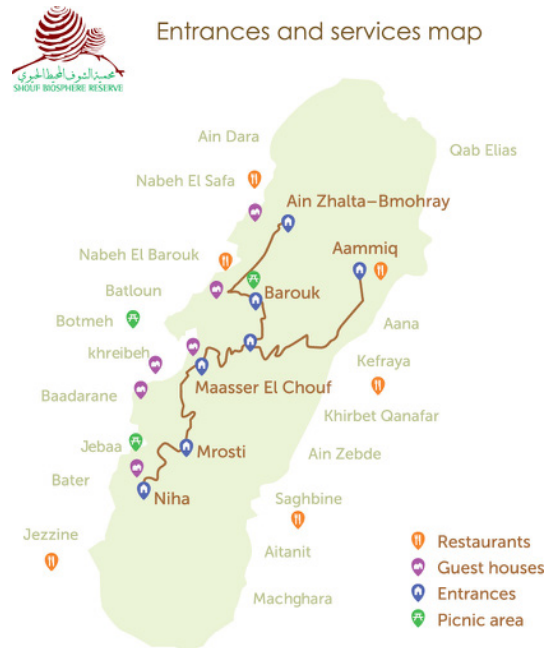 Entrances and services map
محمية الشوف المحيط الحيوي
SHOUF BIOSPHERE RESERVE
Ain Dara
Qab Elias
Nabeh El Safa
Ain Zhalta–Bmohray
Nabeh El Barouk
Aammiq
Batloun
Barouk
Botmeh
Aana
khreibeh
Kefraya
Maasser El Chouf
Baadarane
Khirbet Qanafar
Jebaa
Mrosti
Ain Zebde
Bater
Niha
Saghbine
Jezzine
Restaurants
Aitanit
Guest houses
Entrances
Machghara
Picnic area